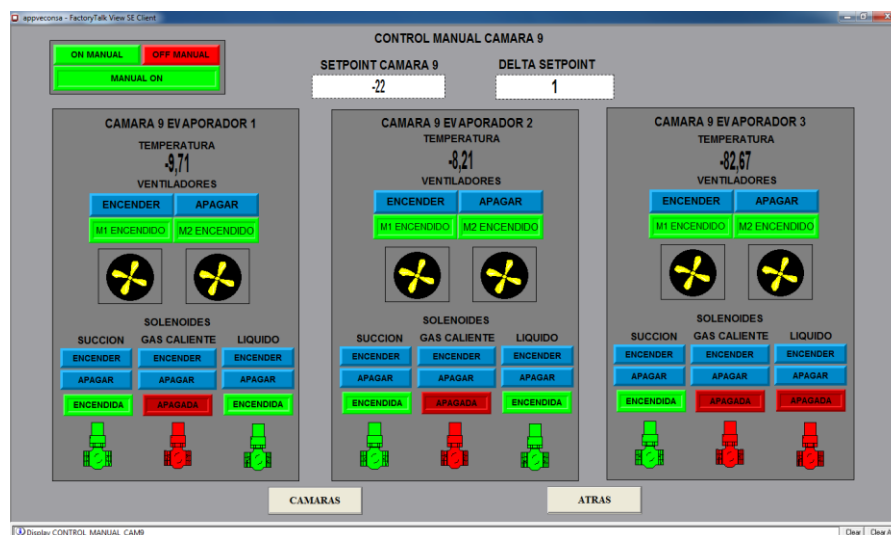 appveconsa - FactoryTalk View SE Client
CONTROL MANUAL CAMARA 9
ON MANUAL OFF MANUAL
MANUAL ON
SETPOINT CAMARA 9 DELTA SETPOINT
-22 1
CAMARA 9 EVAPORADOR 1
TEMPERATURA
-9,71
VENTILADORES
ENCENDER APAGAR
M1 ENCENDIDO M2 ENCENDIDO
SOLENOIDES
SUCCION GAS CALIENTE LIQUIDO
ENCENDER ENCENDER ENCENDER
APAGAR APAGAR APAGAR
ENCENDIDA APAGADA ENCENDIDA
CAMARA 9 EVAPORADOR 2
TEMPERATURA
-8,21
VENTILADORES
ENCENDER APAGAR
M1 ENCENDIDO M2 ENCENDIDO
SOLENOIDES
SUCCION GAS CALIENTE LIQUIDO
ENCENDER ENCENDER ENCENDER
APAGAR APAGAR APAGAR
ENCENDIDA APAGADA ENCENDIDA
CAMARA 9 EVAPORADOR 3
TEMPERATURA
-82,67
VENTILADORES
ENCENDER APAGAR
M1 ENCENDIDO M2 ENCENDIDO
SOLENOIDES
SUCCION GAS CALIENTE LIQUIDO
ENCENDER ENCENDER ENCENDER
APAGAR APAGAR APAGAR
ENCENDIDA APAGADA APAGADA
CAMARAS ATRAS
Display CONTROL_MANUAL_CAM9 Clear Clear